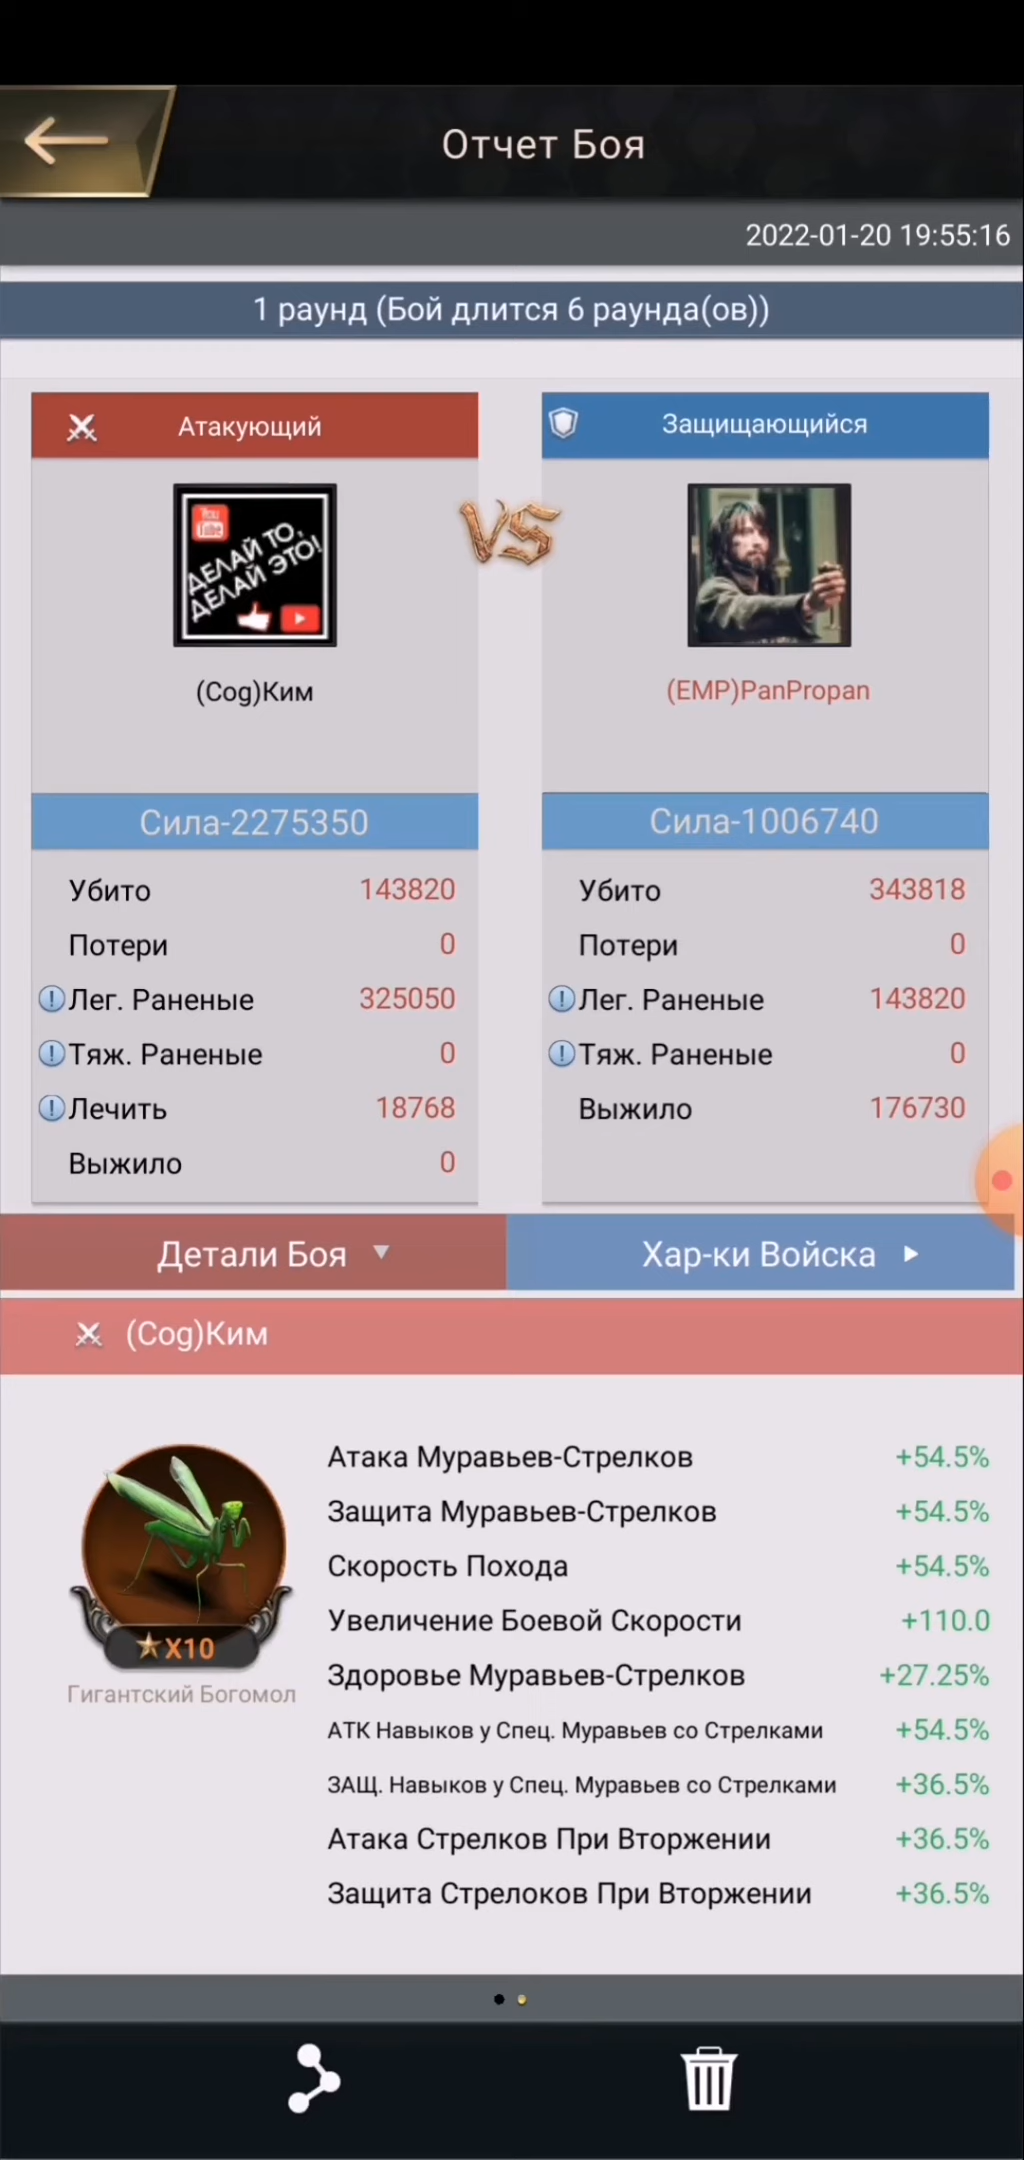 Отчет Боя
2022-01-20 19:55:16
1 раунд (Бой длится 6 раунда(ов))
Атакующий
Защищающийся
You
Tube
ДЕЛАЙ ТО,
ДЕЛАЙ ЭТО!
VS
(Cog)Ким
(EMP)PanPropan
Сила-2275350
Сила-1006740
Убито 143820
Потери 0
Лег. Раненые 325050
Тяж. Раненые 0
Лечить 18768
Выжило 0
Убито 343818
Потери 0
Лег. Раненые 143820
Тяж. Раненые 0
Выжило 176730
Детали Боя
Хар-ки Войска
(Cog)Ким
X10
Гигантский Богомол
Атака Муравьев-Стрелков +54.5%
Защита Муравьев-Стрелков +54.5%
Скорость Похода +54.5%
Увеличение Боевой Скорости +110.0
Здоровье Муравьев-Стрелков +27.25%
АТК Навыков у Спец. Муравьев со Стрелками +54.5%
ЗАЩ. Навыков у Спец. Муравьев со Стрелками +36.5%
Атака Стрелков При Вторжении +36.5%
Защита Стрелоков При Вторжении +36.5%